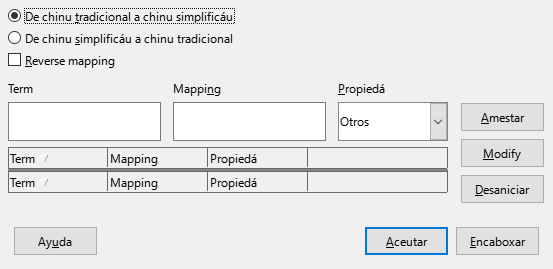 De chinu tradicional a chinu simplificáu
De chinu simplificáu a chinu tradicional
Reverse mapping
Term Mapping Propiedá
Otros
Amestar
Term / Mapping Propiedá
Modify
Term / Mapping Propiedá
Desaniciar
Ayuda Aceutar Encaboxar